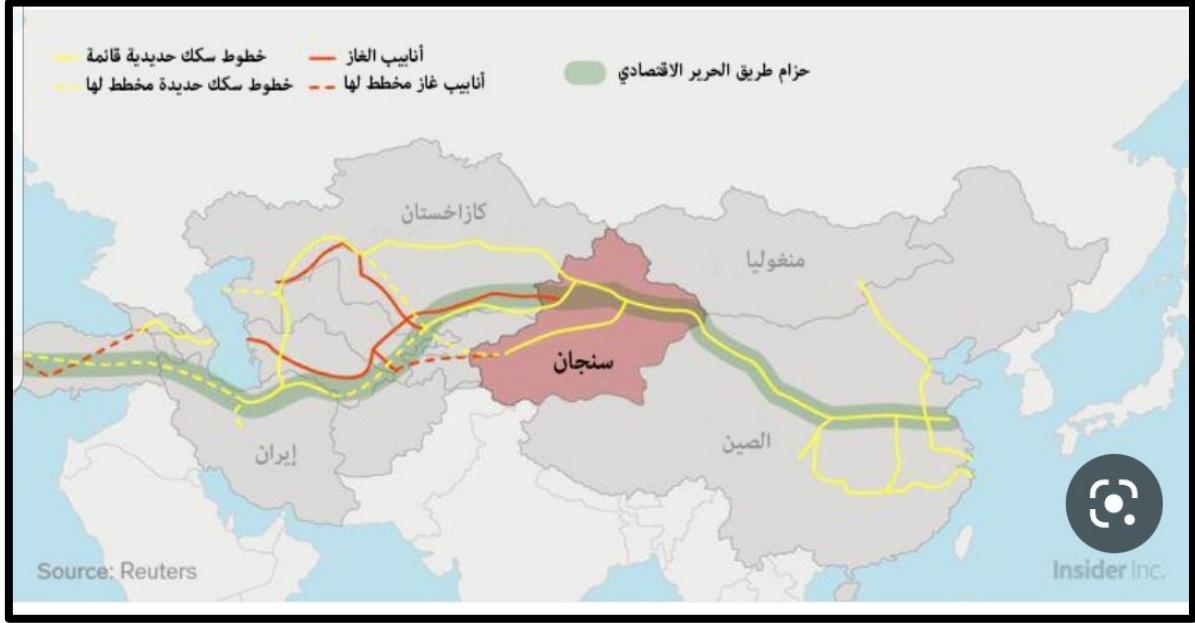 حزام طريق الحرير الاقتصادي
أنابيب الغاز
خطوط سكك حديدية قائمة
أنابيب غاز مخطط لها
خطوط سكك حديدة مخطط لها
كازاخستان
منغوليا
سنجان
الصين
إيران
Source: Reuters
Insider Inc.